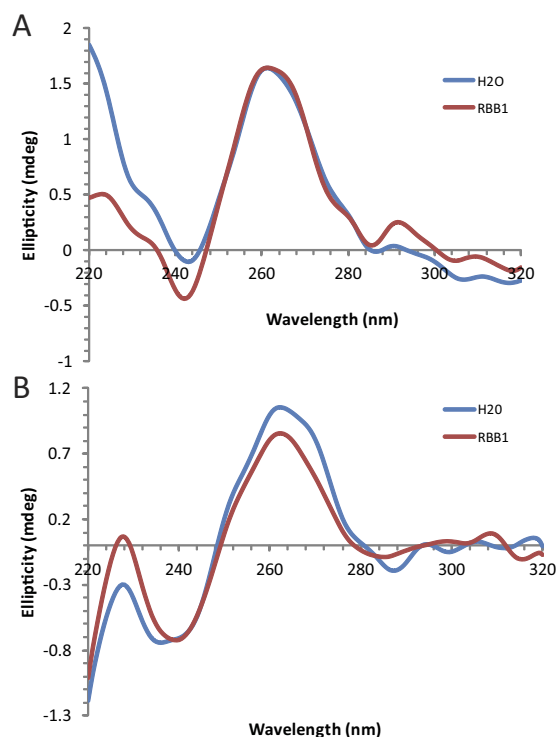 A
2
1.5
1
0.5
0
-0.5
-1
220 240 260 280 300 320
Ellipticity (mdeg)
Wavelength (nm)
H2O
RBB1
B
1.2
0.7
0.2
-0.3
-0.8
-1.3
220 240 260 280 300 320
Ellipticity (mdeg)
Wavelength (nm)
H20
RBB1